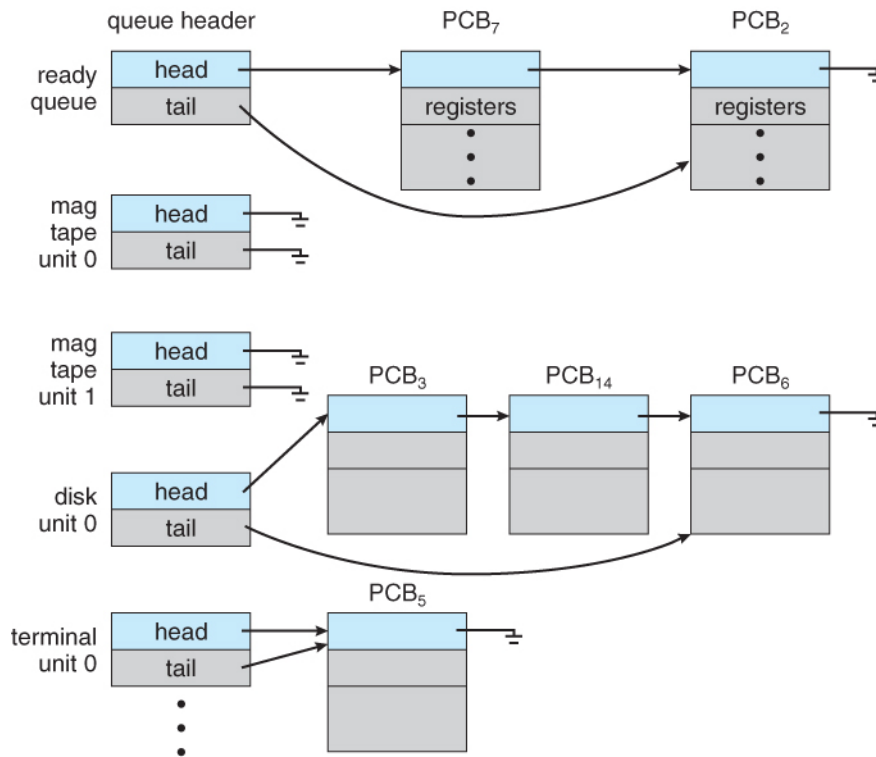 queue header
PCB₇
PCB₂
ready
queue
head
tail
registers
registers
mag
tape
unit 0
head
tail
mag
tape
unit 1
head
tail
PCB₃
PCB₁₄
PCB₆
disk
unit 0
head
tail
PCB₅
terminal
unit 0
head
tail